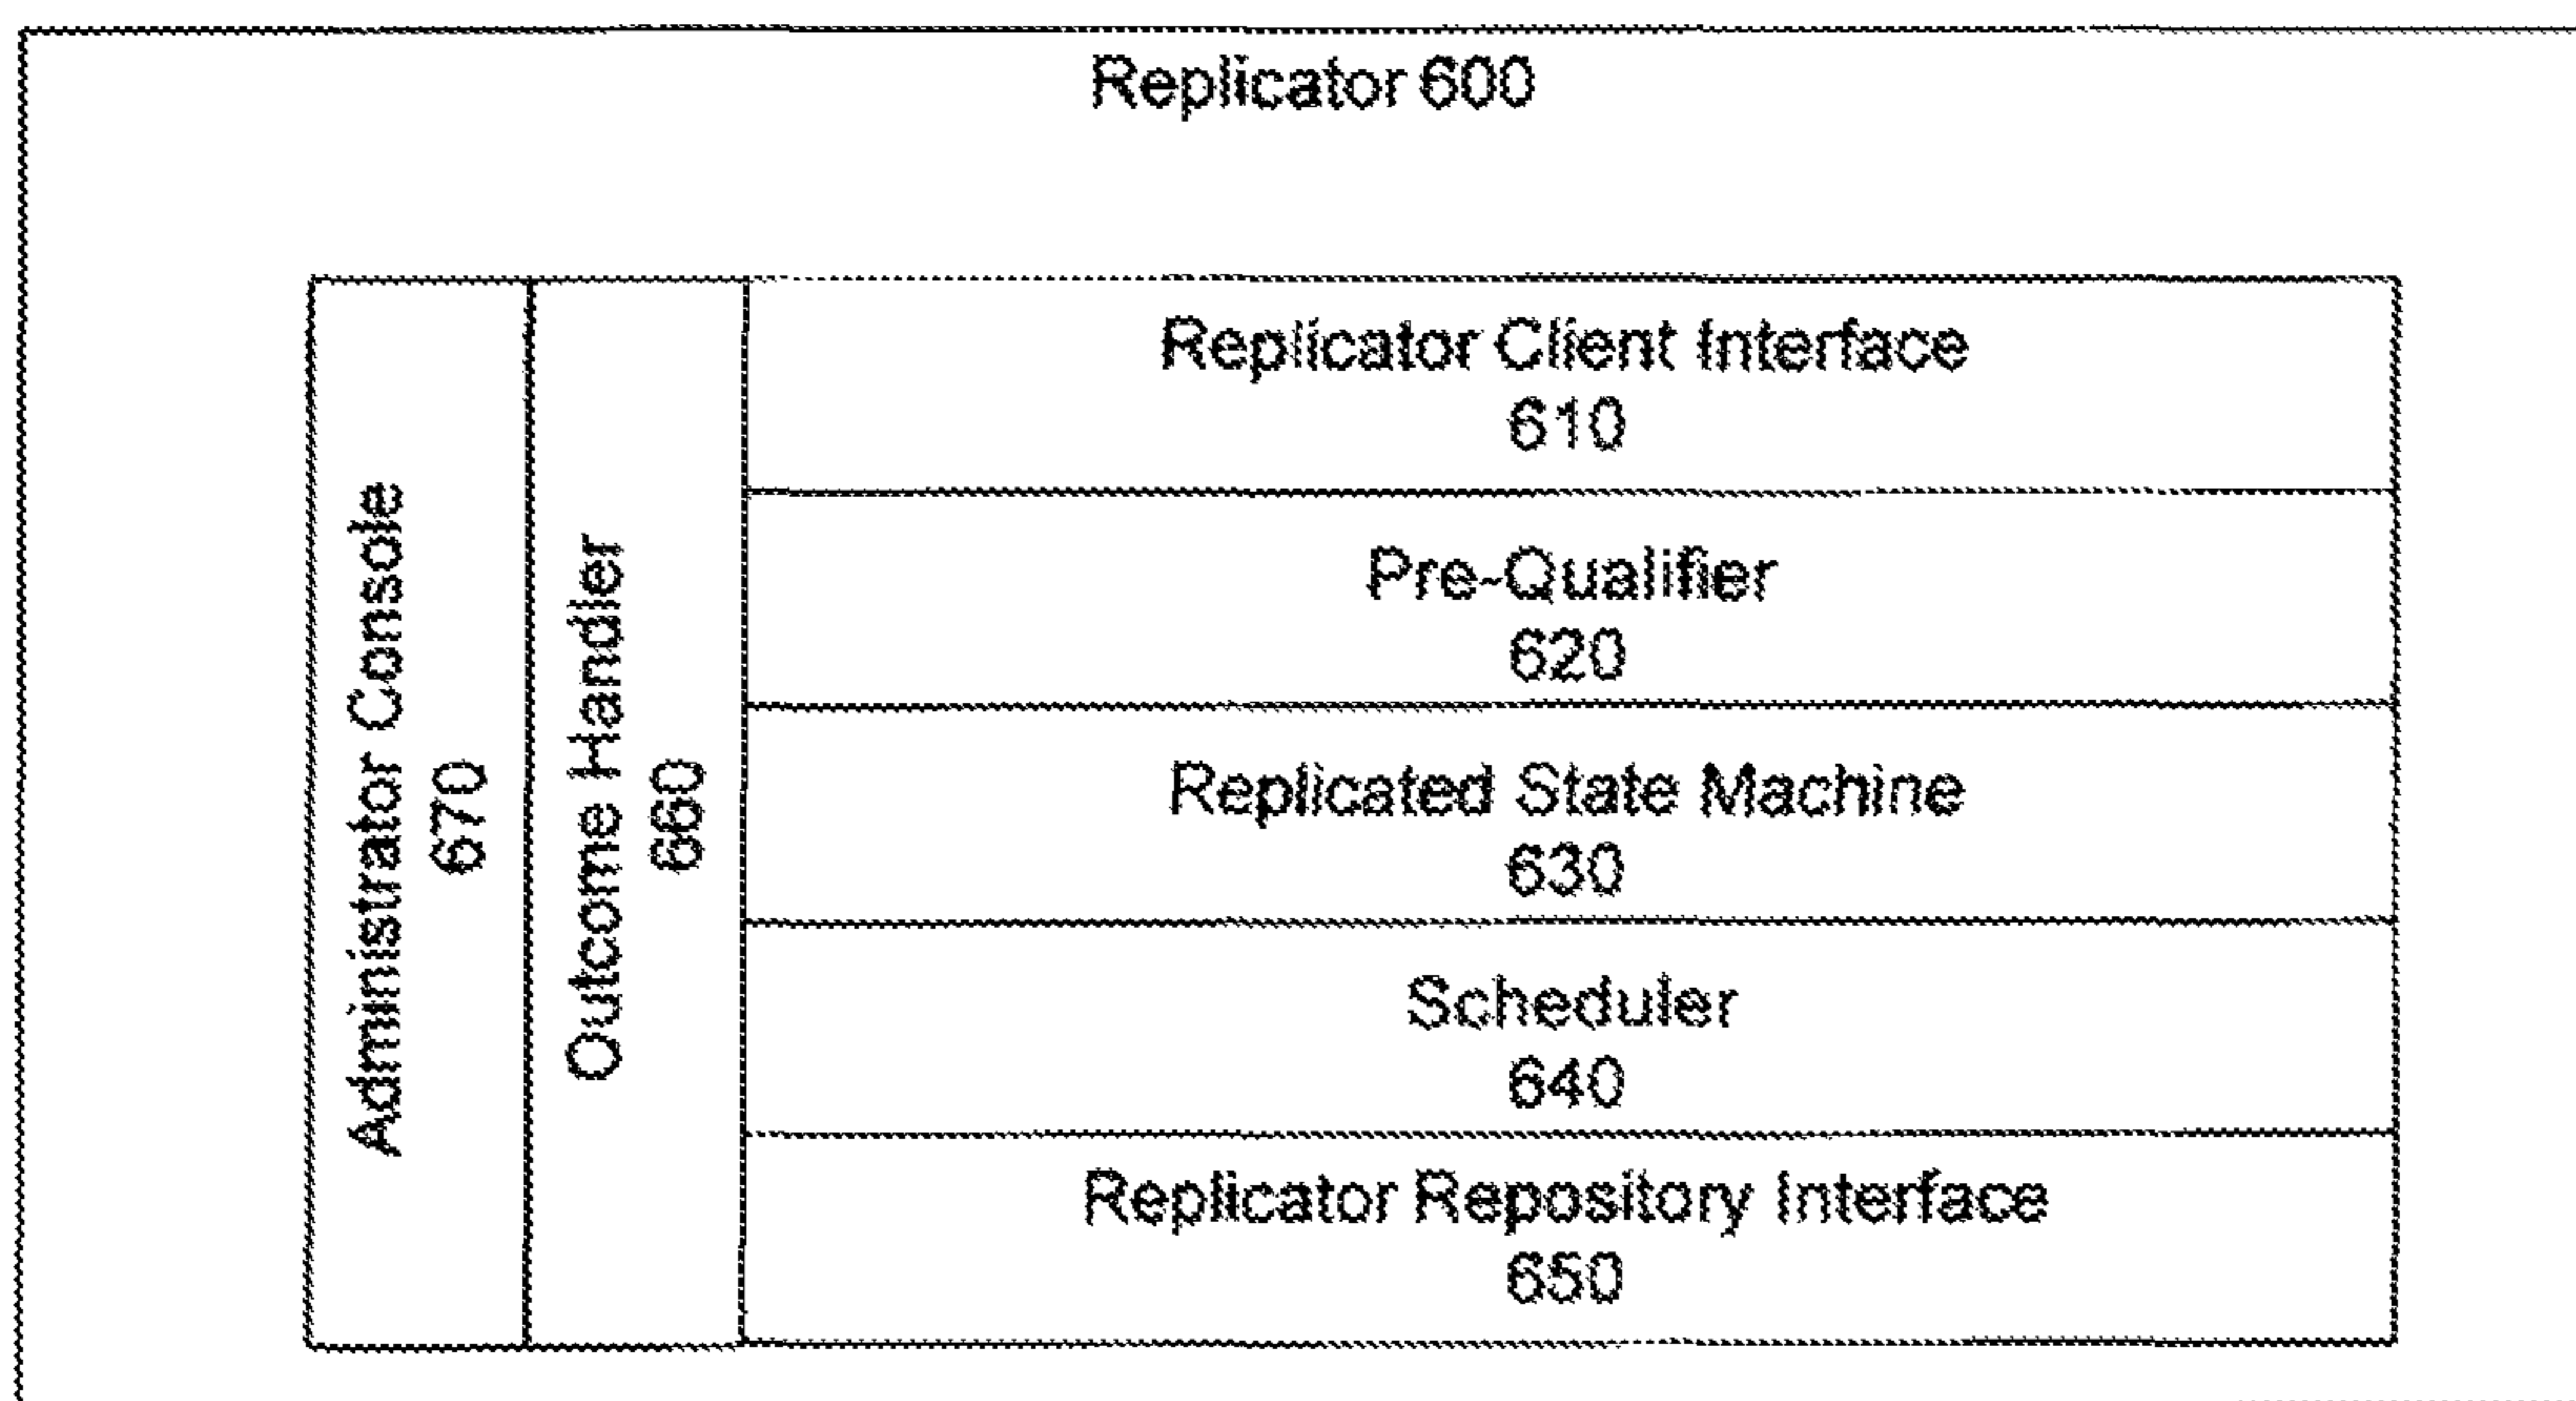 Replicator 600
Administrator Console
670
Outcome Handler
660
Replicator Client Interface
610
Pre-Qualifier
620
Replicated State Machine
630
Scheduler
640
Replicator Repository Interface
650